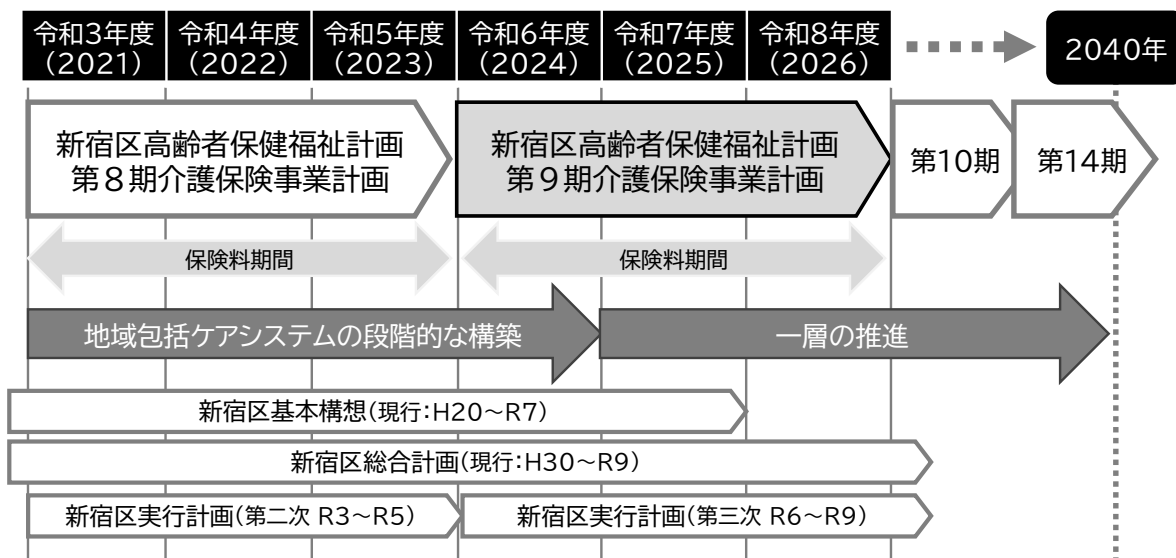 令和3年度 令和4年度 令和5年度 令和6年度 令和7年度 令和8年度
(2021) (2022) (2023) (2024) (2025) (2026)
2040年
新宿区高齢者保健福祉計画
第8期介護保険事業計画
新宿区高齢者保健福祉計画
第9期介護保険事業計画
第10期
第14期
保険料期間
保険料期間
地域包括ケアシステムの段階的な構築
一層の推進
新宿区基本構想(現行:H20~R7)
新宿区総合計画(現行:H30~R9)
新宿区実行計画(第二次 R3~R5)
新宿区実行計画(第三次 R6~R9)